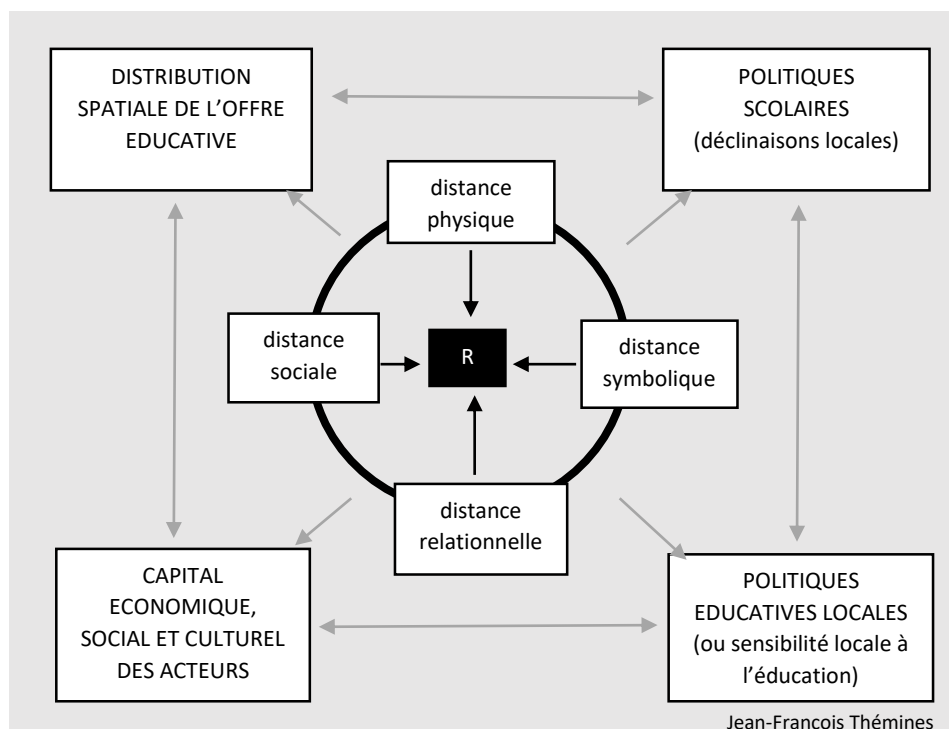 DISTRIBUTION
SPATIALE DE L’OFFRE
EDUCATIVE
POLITIQUES
SCOLAIRES
(déclinaisons locales)
distance
physique
distance
sociale
R
distance
symbolique
distance
relationnelle
CAPITAL
ECONOMIQUE,
SOCIAL ET CULTUREL
DES ACTEURS
POLITIQUES
EDUCATIVES LOCALES
(ou sensibilité locale à
l’éducation)
Jean-François Thémines